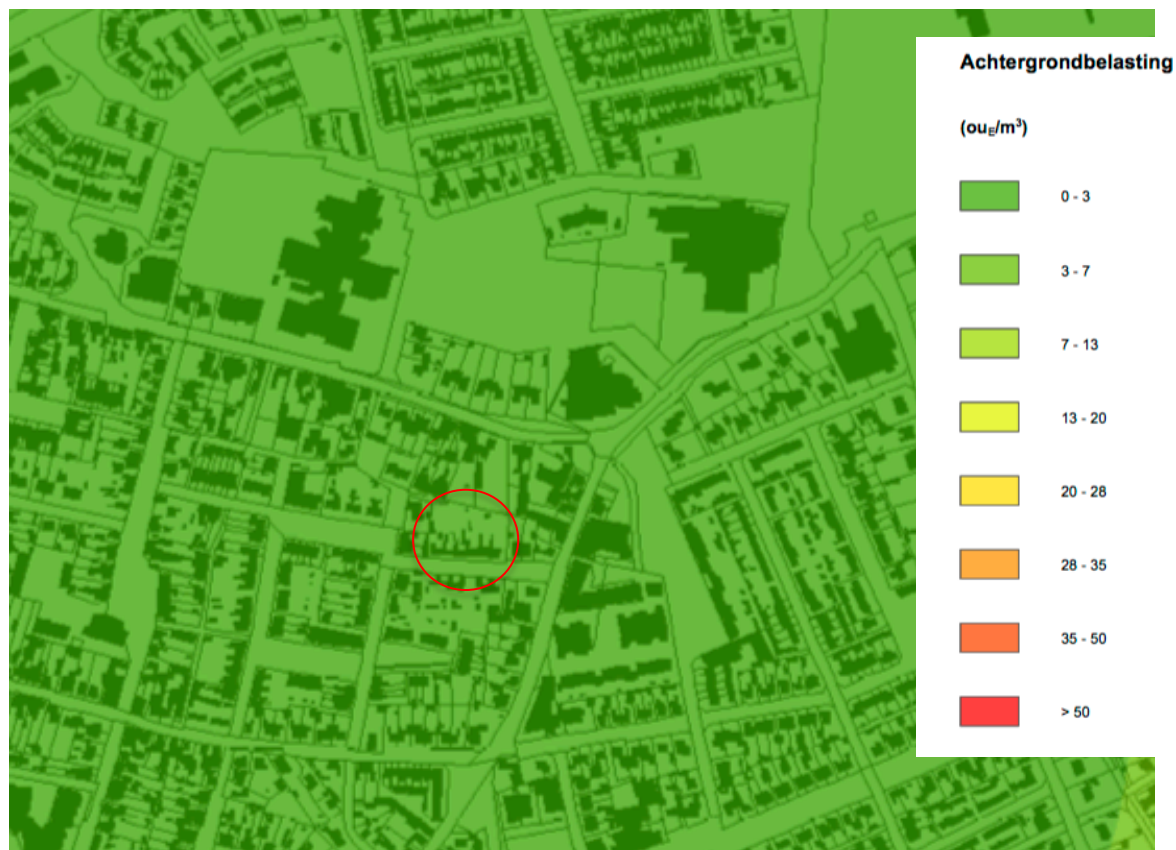 Achtergrondbelasting
(ouE/m³)
0 - 3
3 - 7
7 - 13
13 - 20
20 - 28
28 - 35
35 - 50
> 50